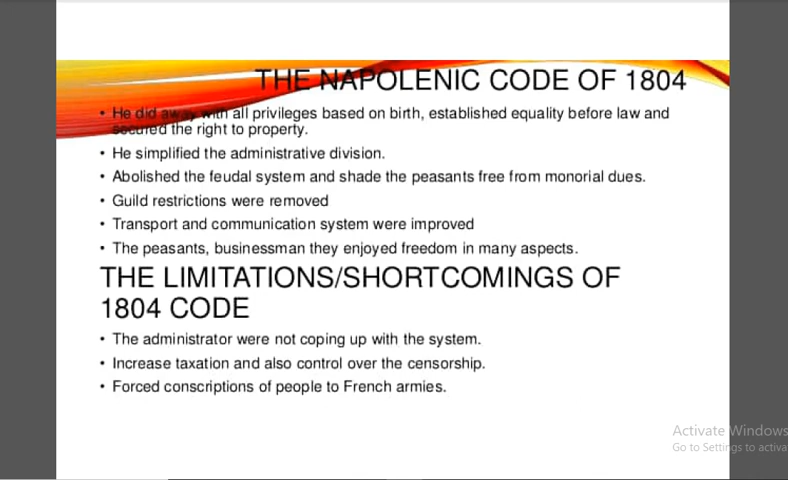 THE NAPOLENIC CODE OF 1804
• He did away with all privileges based on birth, established equality before law and
secured the right to property.
• He simplified the administrative division.
• Abolished the feudal system and shade the peasants free from monorial dues.
• Guild restrictions were removed
• Transport and communication system were improved
• The peasants, businessman they enjoyed freedom in many aspects.
THE LIMITATIONS/SHORTCOMINGS OF
1804 CODE
• The administrator were not coping up with the system.
• Increase taxation and also control over the censorship.
• Forced conscriptions of people to French armies.
Activate Windows
Go to Settings to activa